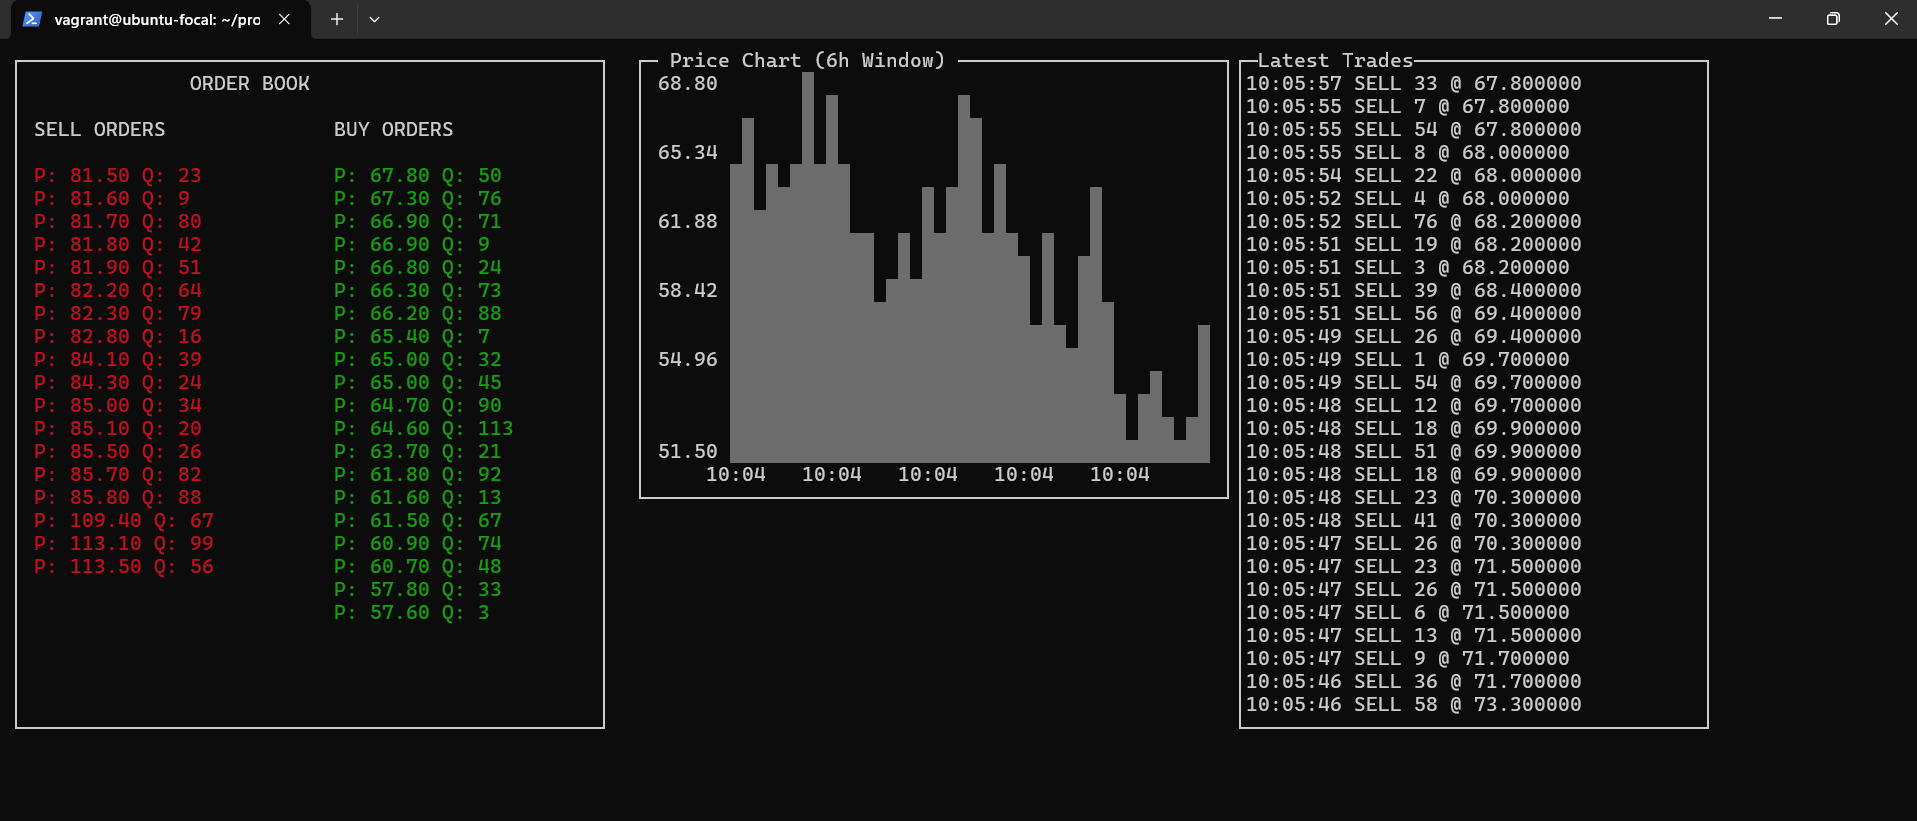 vagrant@ubuntu-focal: ~/pro
ORDER BOOK
SELL ORDERS
P: 81.50 Q: 23
P: 81.60 Q: 9
P: 81.70 Q: 80
P: 81.80 Q: 42
P: 81.90 Q: 51
P: 82.20 Q: 64
P: 82.30 Q: 79
P: 82.80 Q: 16
P: 84.10 Q: 39
P: 84.30 Q: 24
P: 85.00 Q: 34
P: 85.10 Q: 20
P: 85.50 Q: 26
P: 85.70 Q: 82
P: 85.80 Q: 88
P: 109.40 Q: 67
P: 113.10 Q: 99
P: 113.50 Q: 56
BUY ORDERS
P: 67.80 Q: 50
P: 67.30 Q: 76
P: 66.90 Q: 71
P: 66.90 Q: 9
P: 66.80 Q: 24
P: 66.30 Q: 73
P: 66.20 Q: 88
P: 65.40 Q: 7
P: 65.00 Q: 32
P: 65.00 Q: 45
P: 64.70 Q: 90
P: 64.60 Q: 113
P: 63.70 Q: 21
P: 61.80 Q: 92
P: 61.60 Q: 13
P: 61.50 Q: 67
P: 60.90 Q: 74
P: 60.70 Q: 48
P: 57.80 Q: 33
P: 57.60 Q: 3
Price Chart (6h Window)
68.80
65.34
61.88
58.42
54.96
51.50
10:04 10:04 10:04 10:04 10:04
Latest Trades
10:05:57 SELL 33 @ 67.800000
10:05:55 SELL 7 @ 67.800000
10:05:55 SELL 54 @ 67.800000
10:05:55 SELL 8 @ 68.000000
10:05:54 SELL 22 @ 68.000000
10:05:52 SELL 4 @ 68.000000
10:05:52 SELL 76 @ 68.200000
10:05:51 SELL 19 @ 68.200000
10:05:51 SELL 3 @ 68.200000
10:05:51 SELL 39 @ 68.400000
10:05:51 SELL 56 @ 69.400000
10:05:49 SELL 26 @ 69.400000
10:05:49 SELL 1 @ 69.700000
10:05:49 SELL 54 @ 69.700000
10:05:48 SELL 12 @ 69.700000
10:05:48 SELL 18 @ 69.900000
10:05:48 SELL 51 @ 69.900000
10:05:48 SELL 18 @ 69.900000
10:05:48 SELL 23 @ 70.300000
10:05:48 SELL 41 @ 70.300000
10:05:47 SELL 26 @ 70.300000
10:05:47 SELL 23 @ 71.500000
10:05:47 SELL 26 @ 71.500000
10:05:47 SELL 6 @ 71.500000
10:05:47 SELL 13 @ 71.500000
10:05:47 SELL 9 @ 71.700000
10:05:46 SELL 36 @ 71.700000
10:05:46 SELL 58 @ 73.300000